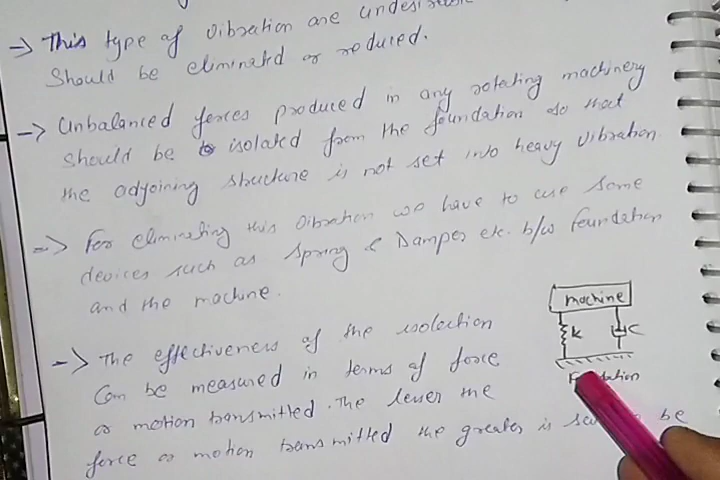 → This type of vibration are
Should be eliminated or reduced.
→ Unbalanced forces produced in any rotating machinery
should be isolated from the foundation so that
the adjoining structure is not set into heavy vibration
→ For eliminating this vibration we have to use some
devices such as spring & Damper etc. b/w foundation
and the machine.
→ The effectiveness of the isolation
Can be measured in terms of force
or motion transmitted. The lesser the
force or motion transmitted the greater is be
machine
k C